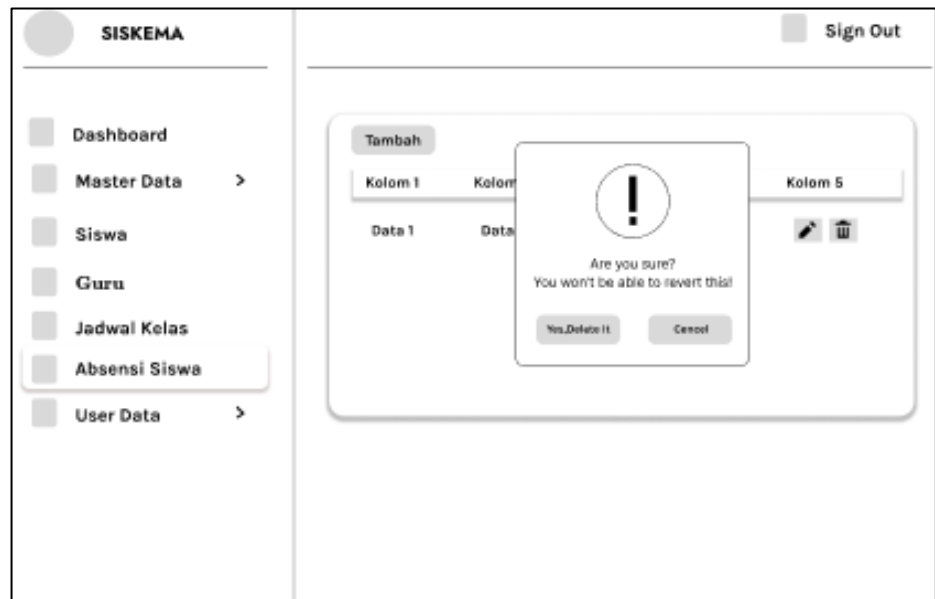 SISKEMA
Sign Out
Dashboard
Master Data >
Siswa
Guru
Jadwal Kelas
Absensi Siswa
User Data >
Tambah
Kolom 1 Kolom Kolom 5
Data 1 Data
!
Are you sure?
You won't be able to revert this!
Yes,Delete It Cancel